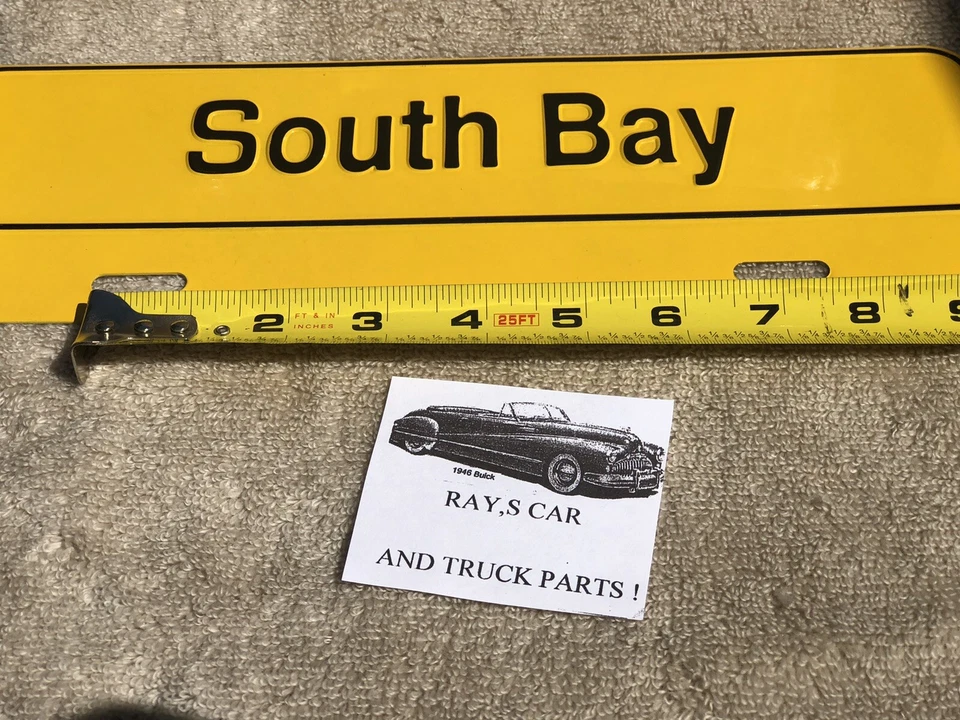 South Bay
2 FT & IN INCHES 3 4 25FT 5 6 7 8 9
1946 Buick
RAY,S CAR
AND TRUCK PARTS !